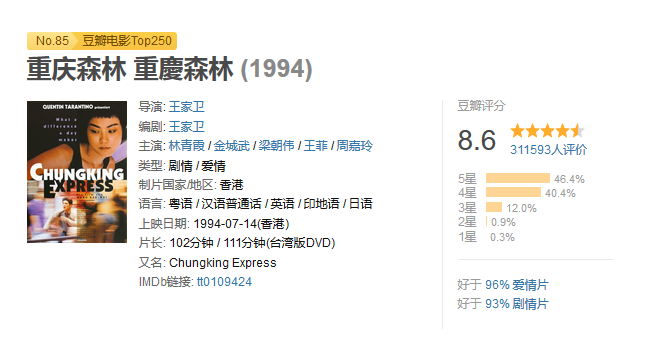 No.85 豆瓣电影Top250
重庆森林 重慶森林 (1994)
QUENTIN TARANTINO présentent
What a
difference
a day
makes
CHUNGKING
EXPRESS
导演: 王家卫
编剧: 王家卫
主演: 林青霞 / 金城武 / 梁朝伟 / 王菲 / 周嘉玲
类型: 剧情 / 爱情
制片国家/地区: 香港
语言: 粤语 / 汉语普通话 / 英语 / 印地语 / 日语
上映日期: 1994-07-14(香港)
片长: 102分钟 / 111分钟(台湾版DVD)
又名: Chungking Express
IMDb链接: tt0109424
豆瓣评分
8.6
311593人评价
5星 46.4%
4星 40.4%
3星 12.0%
2星 0.9%
1星 0.3%
好于 96% 爱情片
好于 93% 剧情片